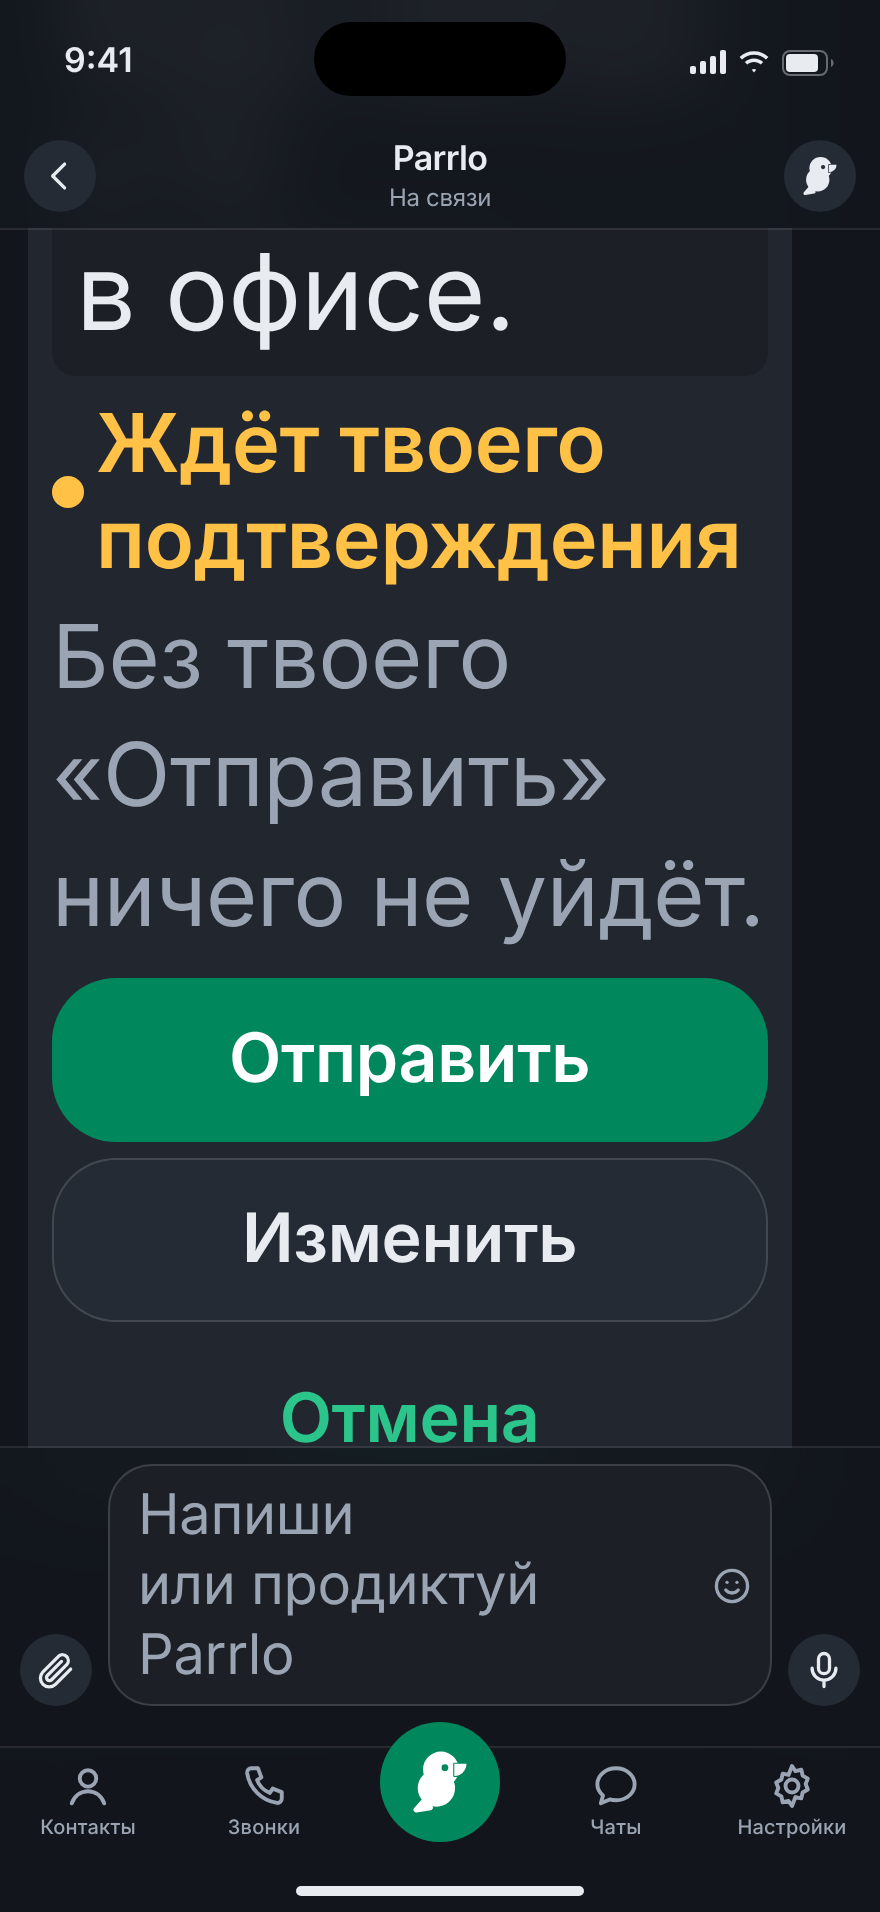 9:41
Parrlo
На связи
в офисе.
Ждёт твоего
подтверждения
Без твоего
«Отправить»
ничего не уйдёт.
Отправить
Изменить
Отмена
Напиши
или продиктуй
Parrlo
Контакты
Звонки
Чаты
Настройки